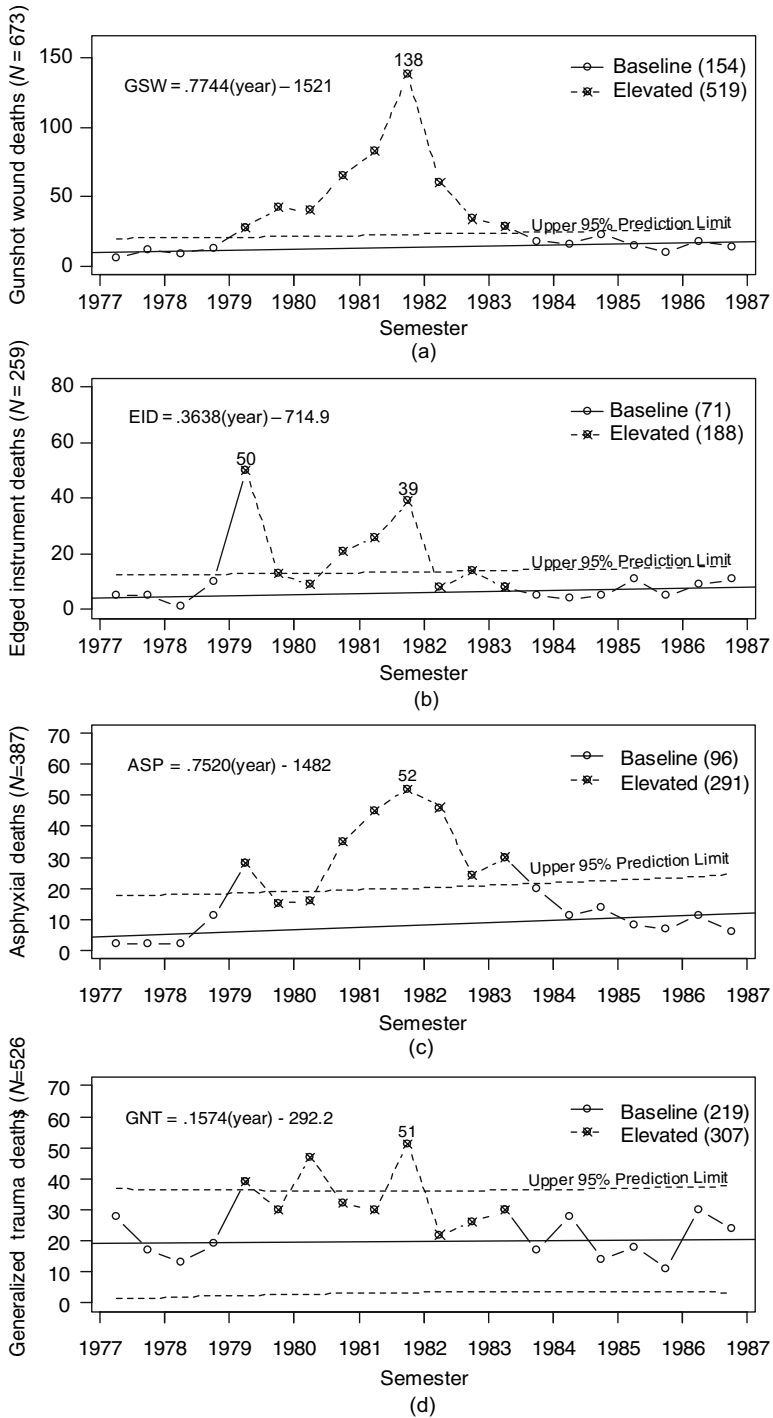 Gunshot wound deaths (N = 673)
150
100
50
0
GSW = .7744(year) – 1521
138
Baseline (154)
Elevated (519)
Upper 95% Prediction Limit
1977 1978 1979 1980 1981 1982 1983 1984 1985 1986 1987
Semester
(a)
Edged instrument deaths (N = 259)
80
60
40
20
0
EID = .3638(year) – 714.9
50
39
Baseline (71)
Elevated (188)
Upper 95% Prediction Limit
1977 1978 1979 1980 1981 1982 1983 1984 1985 1986 1987
Semester
(b)
Asphyxial deaths (N=387)
70
60
50
40
30
20
10
0
ASP = .7520(year) - 1482
52
Baseline (96)
Elevated (291)
Upper 95% Prediction Limit
1977 1978 1979 1980 1981 1982 1983 1984 1985 1986 1987
Semester
(c)
Generalized trauma deaths (N=526
70
60
50
40
30
20
10
0
GNT = .1574(year) - 292.2
51
Baseline (219)
Elevated (307)
Upper 95% Prediction Limit
1977 1978 1979 1980 1981 1982 1983 1984 1985 1986 1987
Semester
(d)